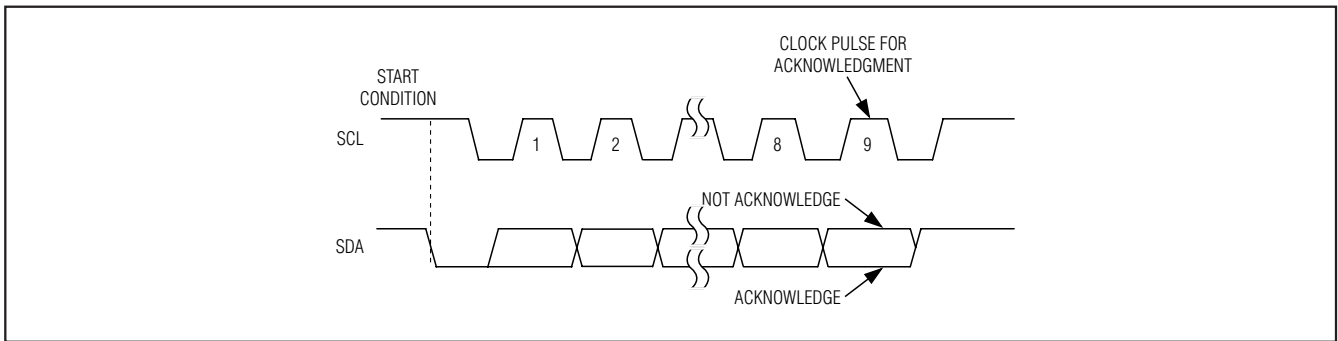 CLOCK PULSE FOR
ACKNOWLEDGMENT
START
CONDITION
SCL
1
2
8
9
NOT ACKNOWLEDGE
SDA
ACKNOWLEDGE